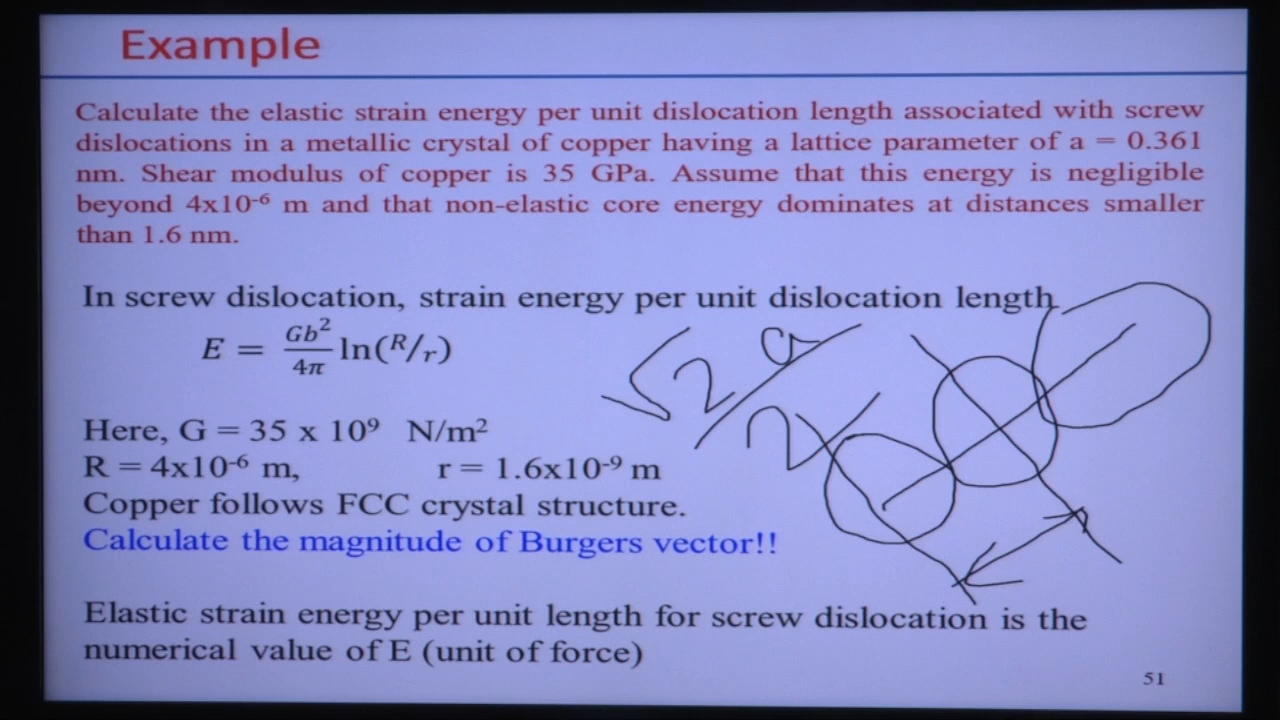 Example
Calculate the elastic strain energy per unit dislocation length associated with screw
dislocations in a metallic crystal of copper having a lattice parameter of a = 0.361
nm. Shear modulus of copper is 35 GPa. Assume that this energy is negligible
beyond 4x10⁻⁶ m and that non-elastic core energy dominates at distances smaller
than 1.6 nm.
In screw dislocation, strain energy per unit dislocation length
E = Gb²/4π ln(R/r)
√2 a / 2
Here, G = 35 x 10⁹ N/m²
R = 4x10⁻⁶ m, r = 1.6x10⁻⁹ m
Copper follows FCC crystal structure.
Calculate the magnitude of Burgers vector!!
Elastic strain energy per unit length for screw dislocation is the
numerical value of E (unit of force)
51